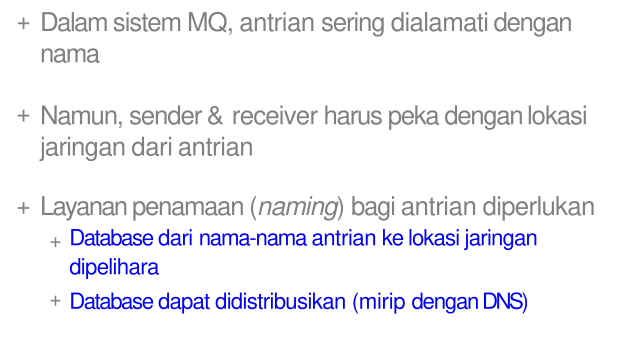 + Dalam sistem MQ, antrian sering dialamati dengan
nama
+ Namun, sender & receiver harus peka dengan lokasi
jaringan dari antrian
+ Layanan penamaan (naming) bagi antrian diperlukan
+ Database dari nama-nama antrian ke lokasi jaringan
dipelihara
+ Database dapat didistribusikan (mirip dengan DNS)